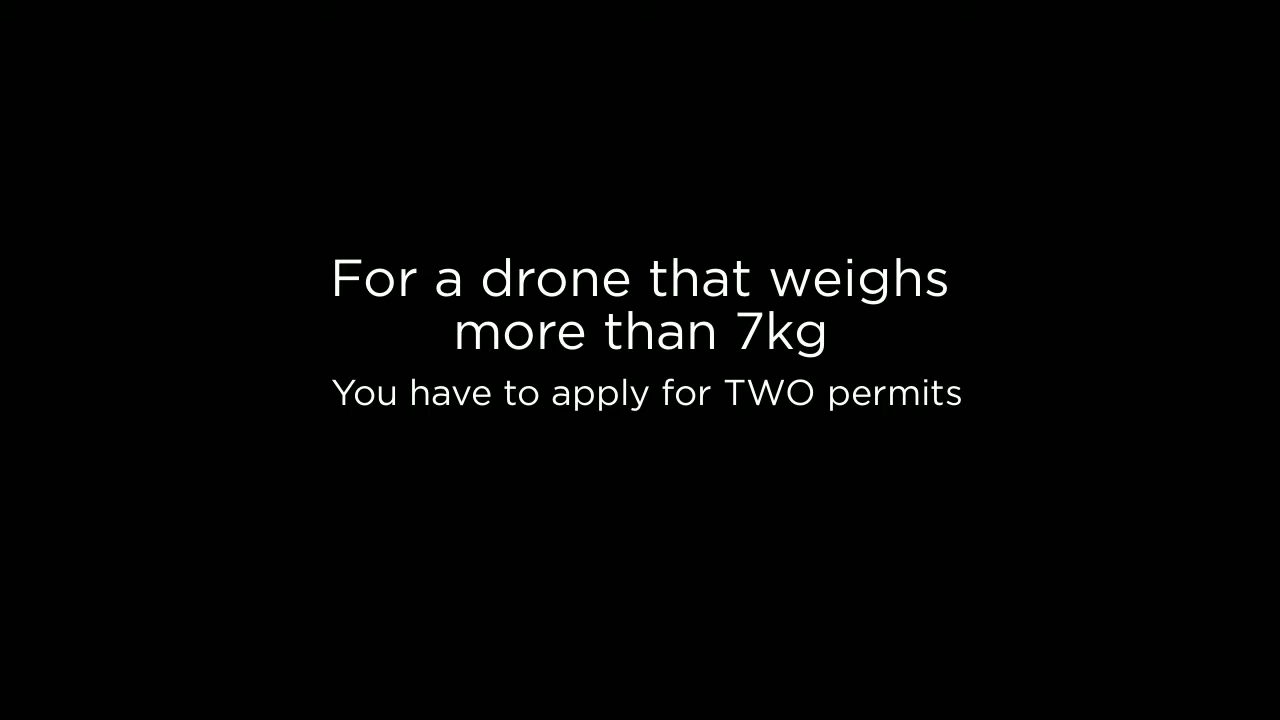 For a drone that weighs
more than 7kg
You have to apply for TWO permits